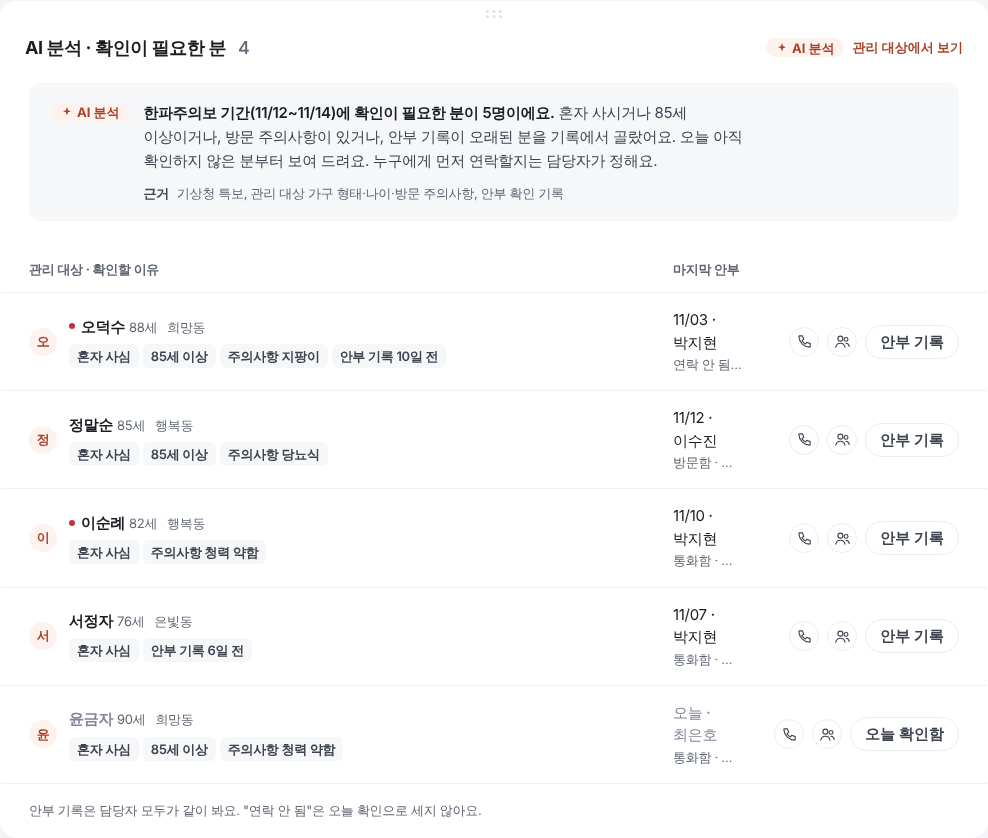 AI 분석 · 확인이 필요한 분 4
AI 분석 관리 대상에서 보기
AI 분석
한파주의보 기간(11/12~11/14)에 확인이 필요한 분이 5명이에요. 혼자 사시거나 85세
이상이거나, 방문 주의사항이 있거나, 안부 기록이 오래된 분을 기록에서 골랐어요. 오늘 아직
확인하지 않은 분부터 보여 드려요. 누구에게 먼저 연락할지는 담당자가 정해요.
근거 기상청 특보, 관리 대상 가구 형태·나이·방문 주의사항, 안부 확인 기록
관리 대상 · 확인할 이유 마지막 안부
오
오덕수 88세 희망동
혼자 사심 85세 이상 주의사항 지팡이 안부 기록 10일 전
11/03 ·
박지현
연락 안 됨...
안부 기록
정
정말순 85세 행복동
혼자 사심 85세 이상 주의사항 당뇨식
11/12 ·
이수진
방문함 · ...
안부 기록
이
이순례 82세 행복동
혼자 사심 주의사항 청력 약함
11/10 ·
박지현
통화함 · ...
안부 기록
서
서정자 76세 은빛동
혼자 사심 안부 기록 6일 전
11/07 ·
박지현
통화함 · ...
안부 기록
윤
윤금자 90세 희망동
혼자 사심 85세 이상 주의사항 청력 약함
오늘 ·
최은호
통화함 · ...
오늘 확인함
안부 기록은 담당자 모두가 같이 봐요. "연락 안 됨"은 오늘 확인으로 세지 않아요.